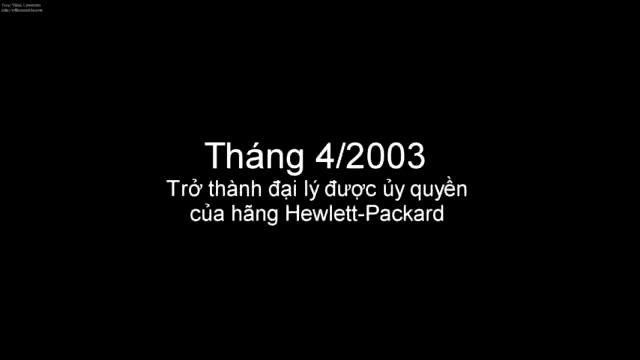 Tháng 4/2003
Trở thành đại lý được ủy quyền
của hãng Hewlett-Packard